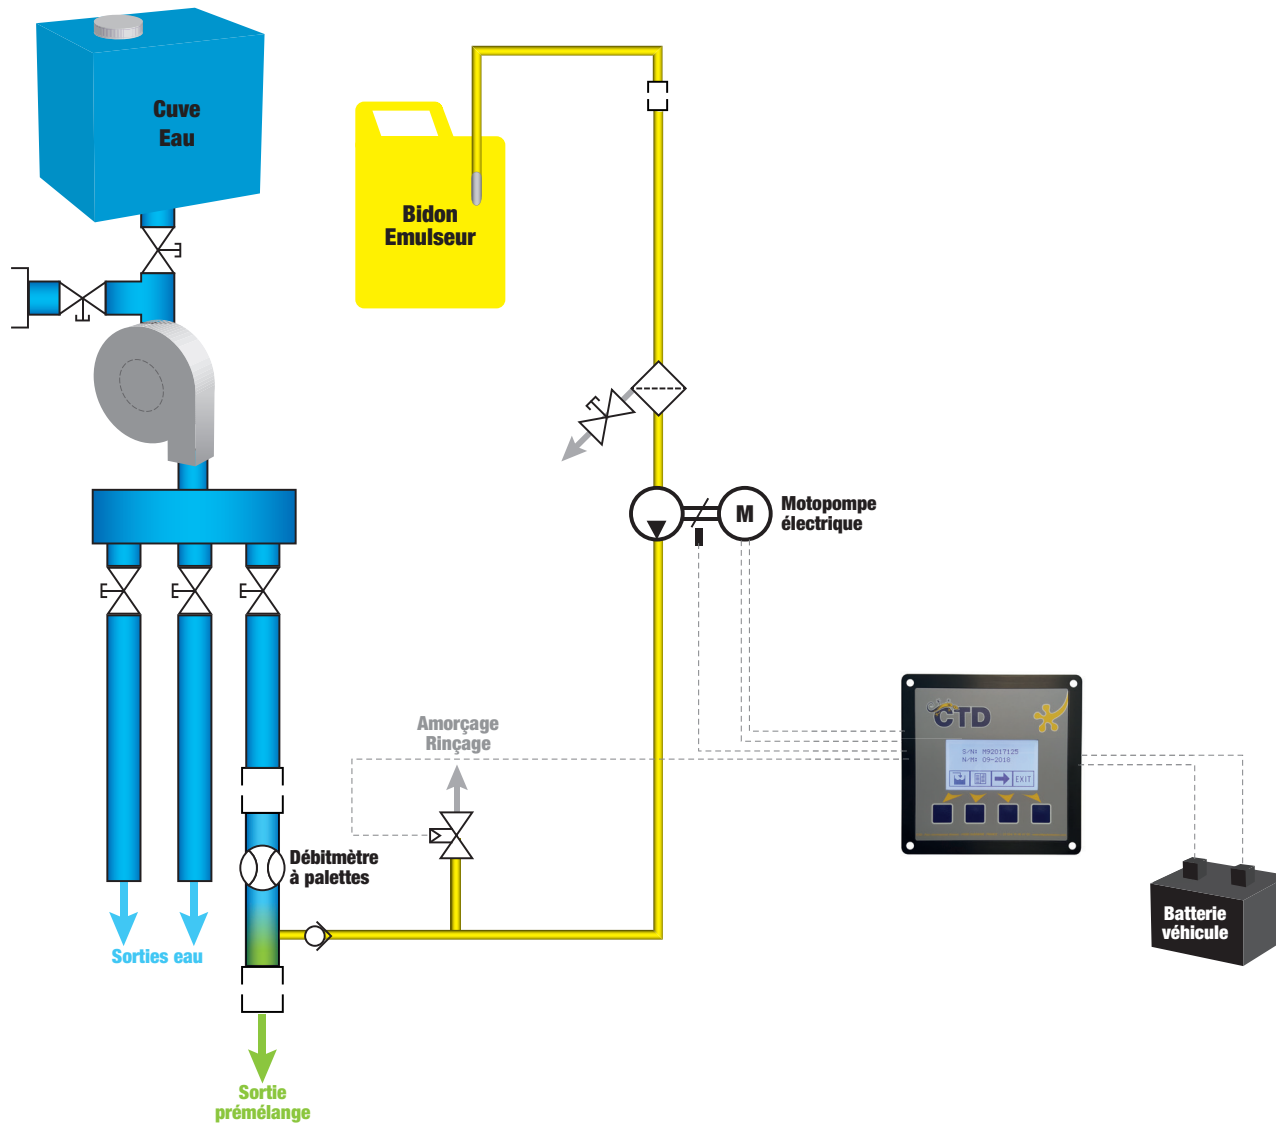 Cuve
Eau
Bidon
Emulseur
M
Motopompe
électrique
Amorçage
Rinçage
CTD
S/N: M92017125
N/M: 09-2018
EXIT
Débitmètre
à palettes
Batterie
véhicule
Sorties eau
Sortie
prémélange